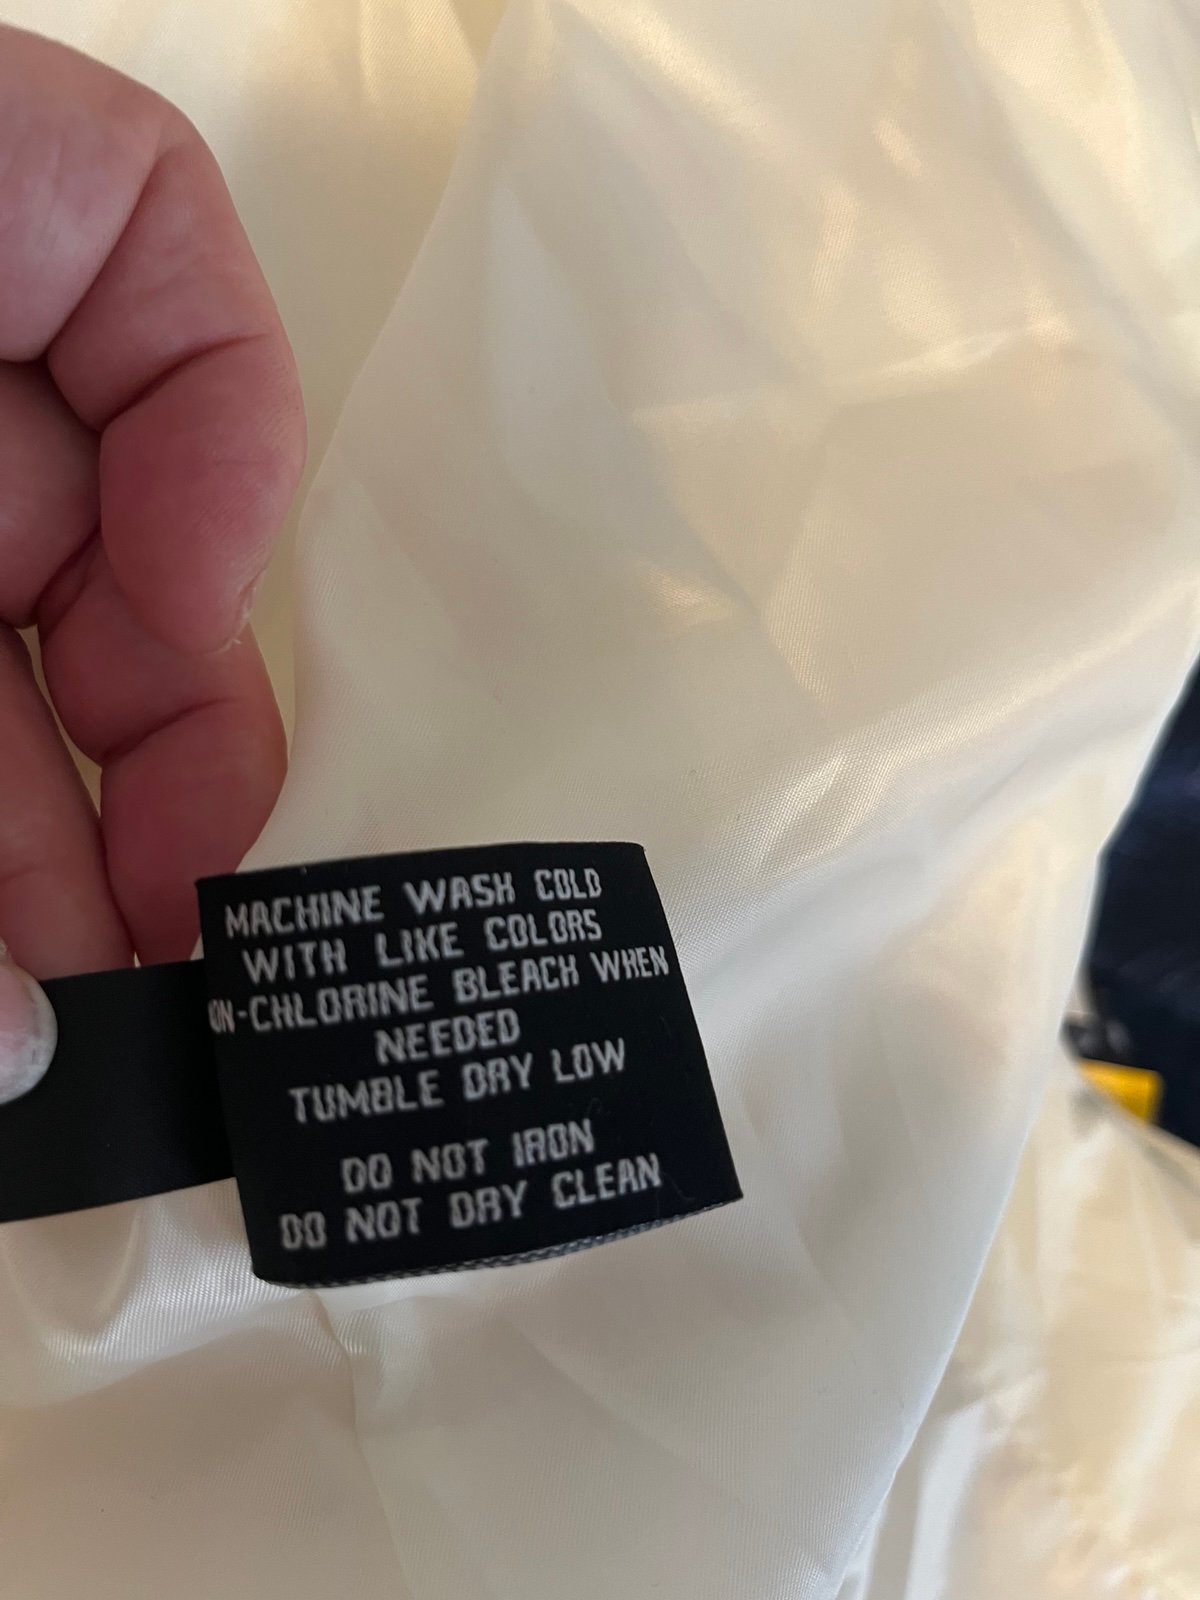 MACHINE WASH COLD
WITH LIKE COLORS
ON-CHLORINE BLEACH WHEN
NEEDED
TUMBLE DRY LOW
DO NOT IRON
DO NOT DRY CLEAN